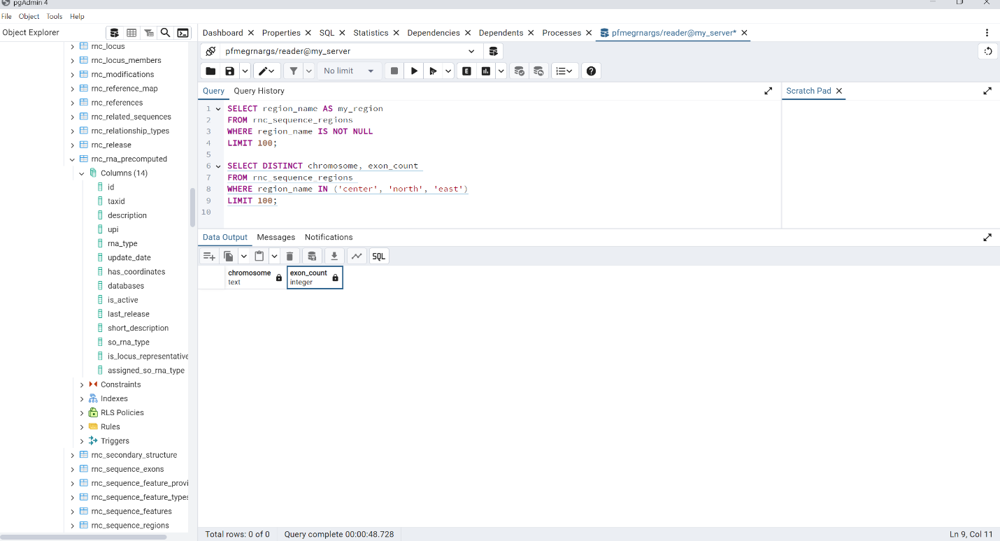 pgAdmin 4
File Object Tools Help
Object Explorer
rnc_locus
rnc_locus_members
rnc_modifications
rnc_reference_map
rnc_references
rnc_related_sequences
rnc_relationship_types
rnc_release
rnc_rna_precomputed
Columns (14)
id
taxid
description
upi
rna_type
update_date
has_coordinates
databases
is_active
last_release
short_description
so_rna_type
is_locus_representative
assigned_so_rna_type
Constraints
Indexes
RLS Policies
Rules
Triggers
rnc_secondary_structure
rnc_sequence_exons
rnc_sequence_feature_provi
rnc_sequence_feature_types
rnc_sequence_features
rnc_sequence_regions
Dashboard Properties SQL Statistics Dependencies Dependents Processes pfmegrnargs/reader@my_server*
pfmegrnargs/reader@my_server
No limit E
Query Query History
Scratch Pad
1 SELECT region_name AS my_region
2 FROM rnc_sequence_regions
3 WHERE region_name IS NOT NULL
4 LIMIT 100;
5
6 SELECT DISTINCT chromosome, exon_count
7 FROM rnc_sequence_regions
8 WHERE region_name IN ('center', 'north', 'east')
9 LIMIT 100;
10
Data Output Messages Notifications
SQL
chromosome exon_count
text integer
Total rows: 0 of 0 Query complete 00:00:48.728 Ln 9, Col 11